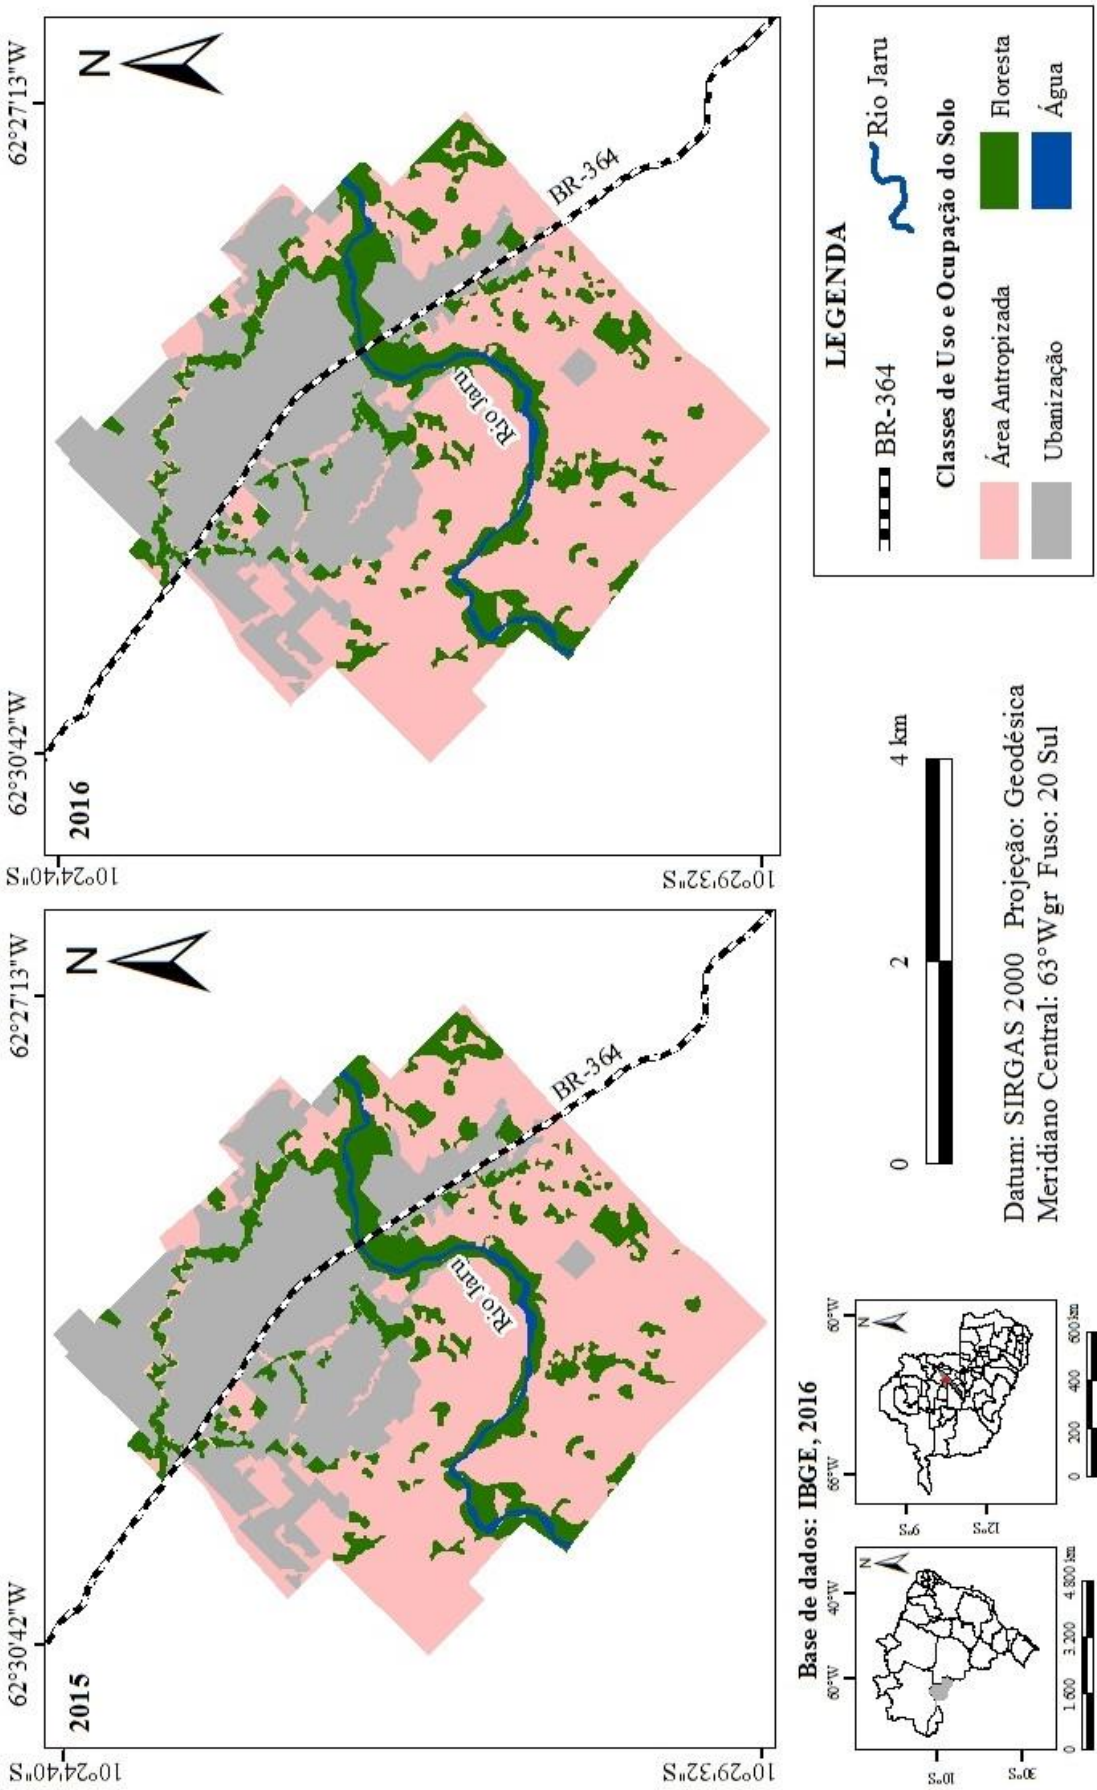 62°30'42"W
62°27'13"W
10°24'40"S
10°29'32"S
2015
N
BR-364
Rio Jaru
62°30'42"W
62°27'13"W
10°24'40"S
10°29'32"S
2016
N
BR-364
Rio Jaru
Base de dados: IBGE, 2016
60°W
40°W
10°S
30°S
N
0
1 600
3 200
4 800 km
66°W
60°W
9°S
12°S
N
0
200
400
600 km
0
2
4 km
Datum: SIRGAS 2000 Projeção: Geodésica
Meridiano Central: 63°Wgr Fuso: 20 Sul
LEGENDA
BR-364
Rio Jaru
Classes de Uso e Ocupação do Solo
Área Antropizada
Floresta
Ubanização
Água